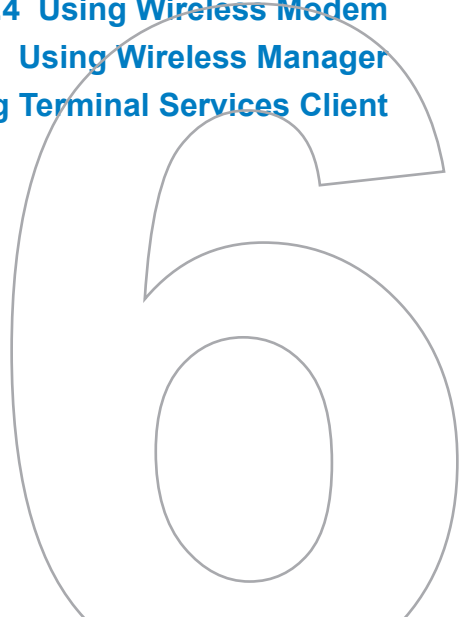 .4 Using Wireless Modem
Using Wireless Manager
g Terminal Services Client
6